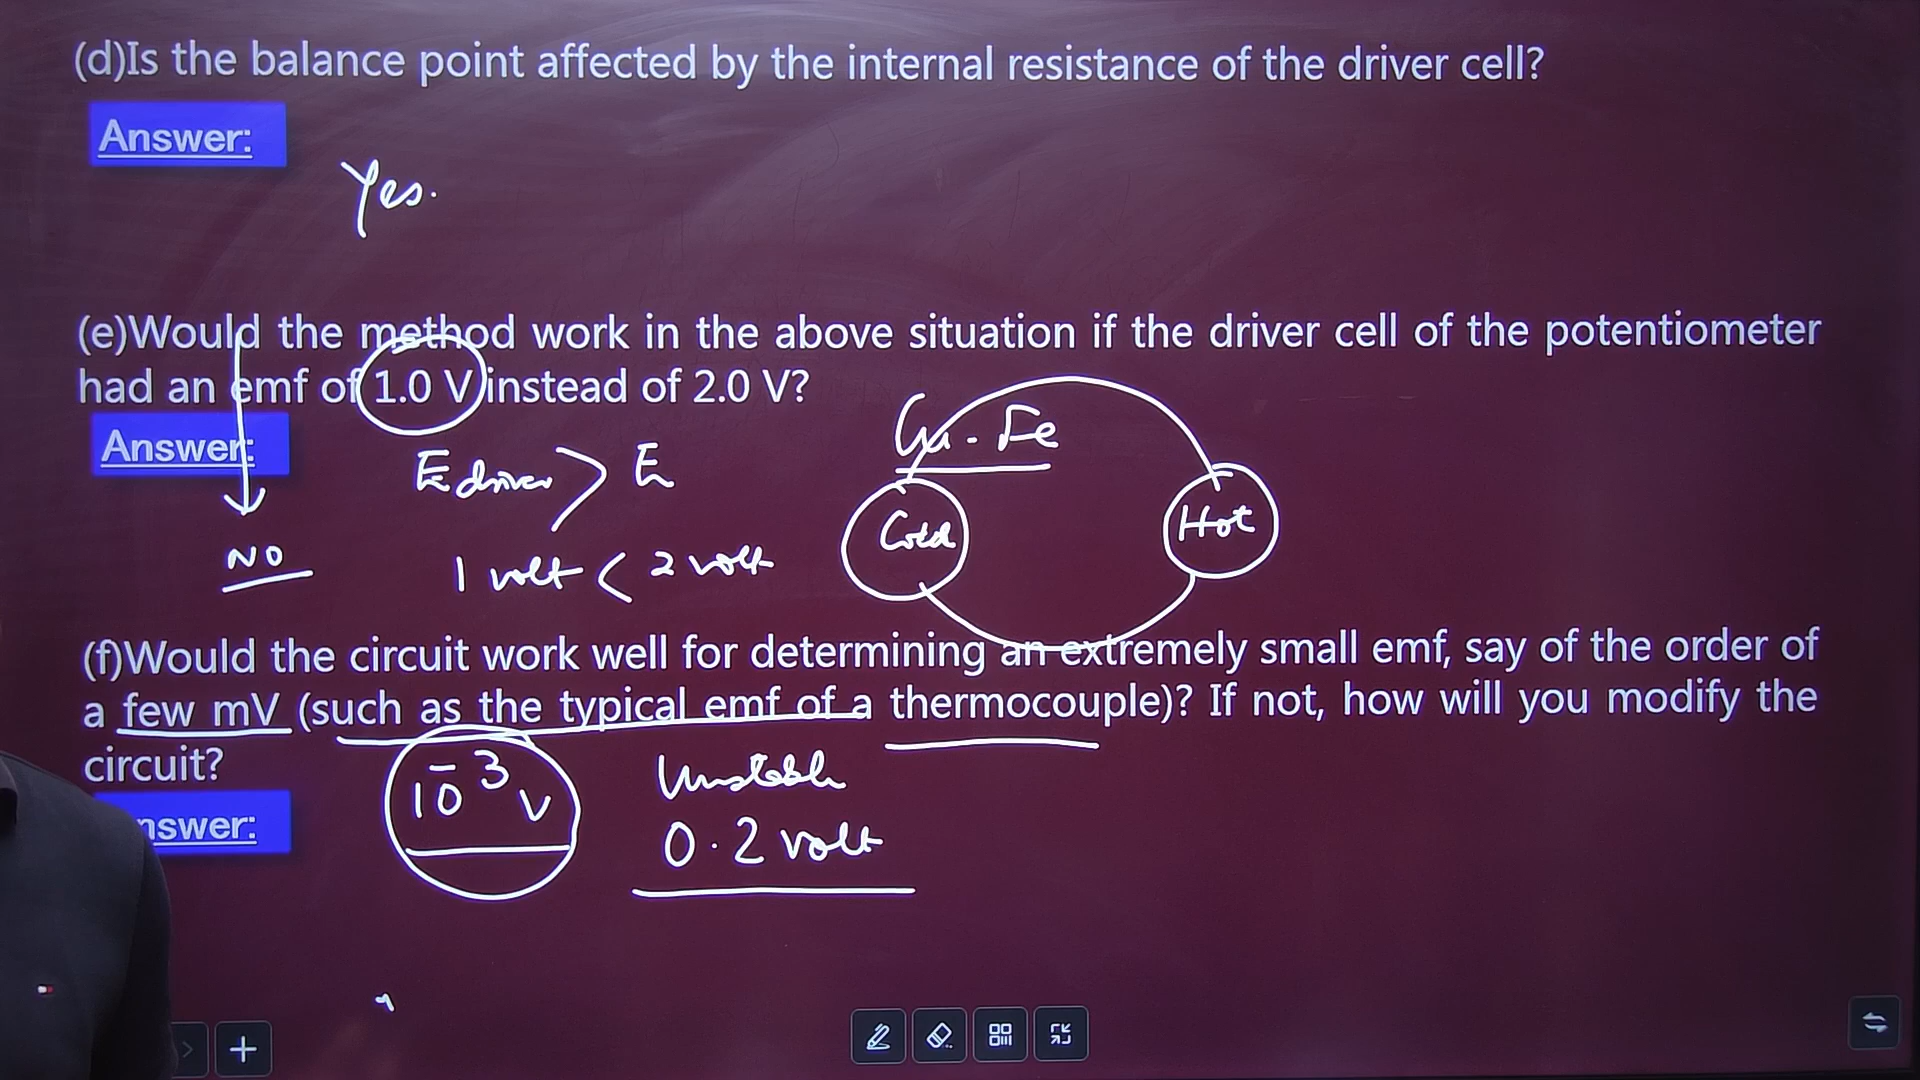 (d)Is the balance point affected by the internal resistance of the driver cell?
Answer:
Yes.
(e)Would the method work in the above situation if the driver cell of the potentiometer
had an emf of 1.0 V instead of 2.0 V?
Answer:
E driver > E
Cu - Fe
Cold
Hot
NO
1 volt < 2 volt
(f)Would the circuit work well for determining an extremely small emf, say of the order of
a few mV (such as the typical emf of a thermocouple)? If not, how will you modify the
circuit?
nswer:
10⁻³ V
Unstable
0.2 volt